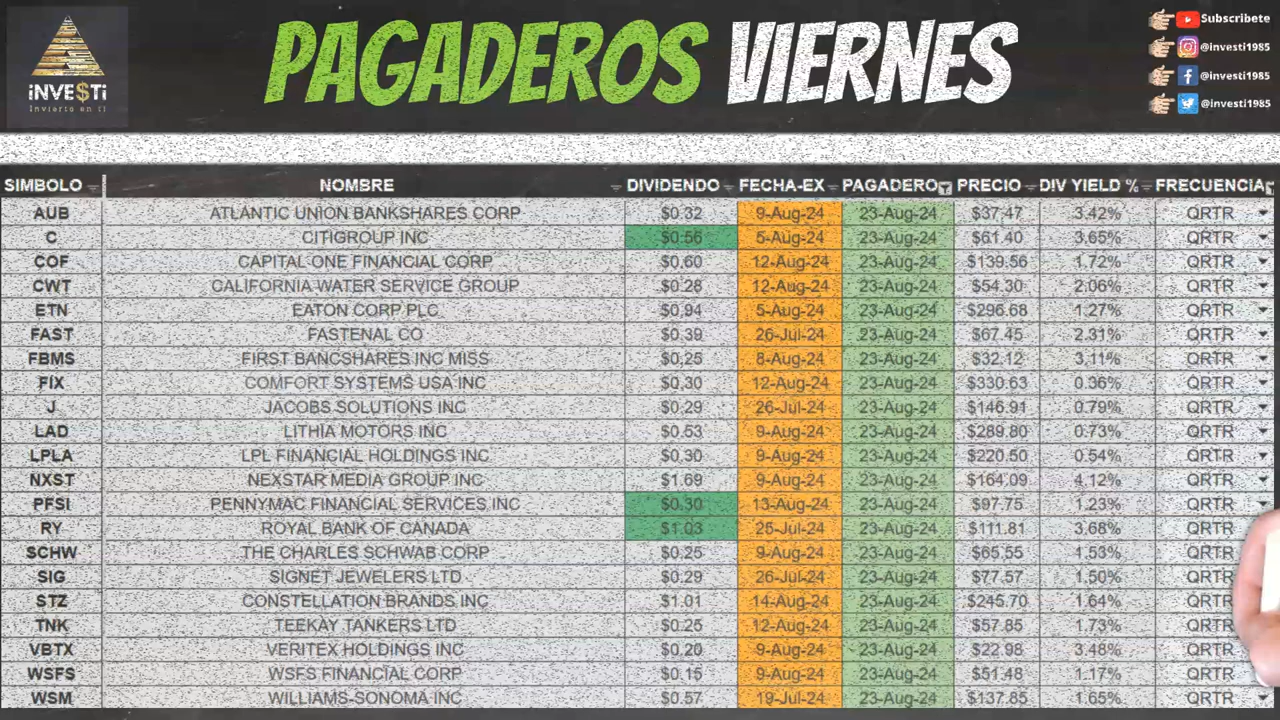 iNVE$Ti
Invierto en ti
PAGADEROS VIERNES
Subscribete
@investi1985
@investi1985
@investi1985
SIMBOLO NOMBRE DIVIDENDO FECHA-EX PAGADERO PRECIO DIV YIELD % FRECUENCIA
AUB ATLANTIC UNION BANKSHARES CORP $0.32 9-Aug-24 23-Aug-24 $37.47 3.42% QRTR
C CITIGROUP INC $0.56 5-Aug-24 23-Aug-24 $61.40 3.65% QRTR
COF CAPITAL ONE FINANCIAL CORP $0.60 12-Aug-24 23-Aug-24 $139.56 1.72% QRTR
CWT CALIFORNIA WATER SERVICE GROUP $0.28 12-Aug-24 23-Aug-24 $54.30 2.06% QRTR
ETN EATON CORP PLC $0.94 5-Aug-24 23-Aug-24 $296.68 1.27% QRTR
FAST FASTENAL CO $0.39 26-Jul-24 23-Aug-24 $67.45 2.31% QRTR
FBMS FIRST BANCSHARES INC MISS $0.25 8-Aug-24 23-Aug-24 $32.12 3.11% QRTR
FIX COMFORT SYSTEMS USA INC $0.30 12-Aug-24 23-Aug-24 $330.63 0.36% QRTR
J JACOBS SOLUTIONS INC $0.29 26-Jul-24 23-Aug-24 $146.91 0.79% QRTR
LAD LITHIA MOTORS INC $0.53 9-Aug-24 23-Aug-24 $289.80 0.73% QRTR
LPLA LPL FINANCIAL HOLDINGS INC $0.30 9-Aug-24 23-Aug-24 $220.50 0.54% QRTR
NXST NEXSTAR MEDIA GROUP INC $1.69 9-Aug-24 23-Aug-24 $164.09 4.12% QRTR
PFSI PENNYMAC FINANCIAL SERVICES INC $0.30 13-Aug-24 23-Aug-24 $97.75 1.23% QRTR
RY ROYAL BANK OF CANADA $1.03 25-Jul-24 23-Aug-24 $111.81 3.68% QRTR
SCHW THE CHARLES SCHWAB CORP $0.25 9-Aug-24 23-Aug-24 $65.55 1.53% QRTR
SIG SIGNET JEWELERS LTD $0.29 26-Jul-24 23-Aug-24 $77.57 1.50% QRTR
STZ CONSTELLATION BRANDS INC $1.01 14-Aug-24 23-Aug-24 $245.70 1.64% QRTR
TNK TEEKAY TANKERS LTD $0.25 12-Aug-24 23-Aug-24 $57.85 1.73% QRTR
VBTX VERITEX HOLDINGS INC $0.20 9-Aug-24 23-Aug-24 $22.98 3.48% QRTR
WSFS WSFS FINANCIAL CORP $0.15 9-Aug-24 23-Aug-24 $51.48 1.17% QRTR
WSM WILLIAMS-SONOMA INC $0.57 19-Jul-24 23-Aug-24 $137.85 1.65% QRTR